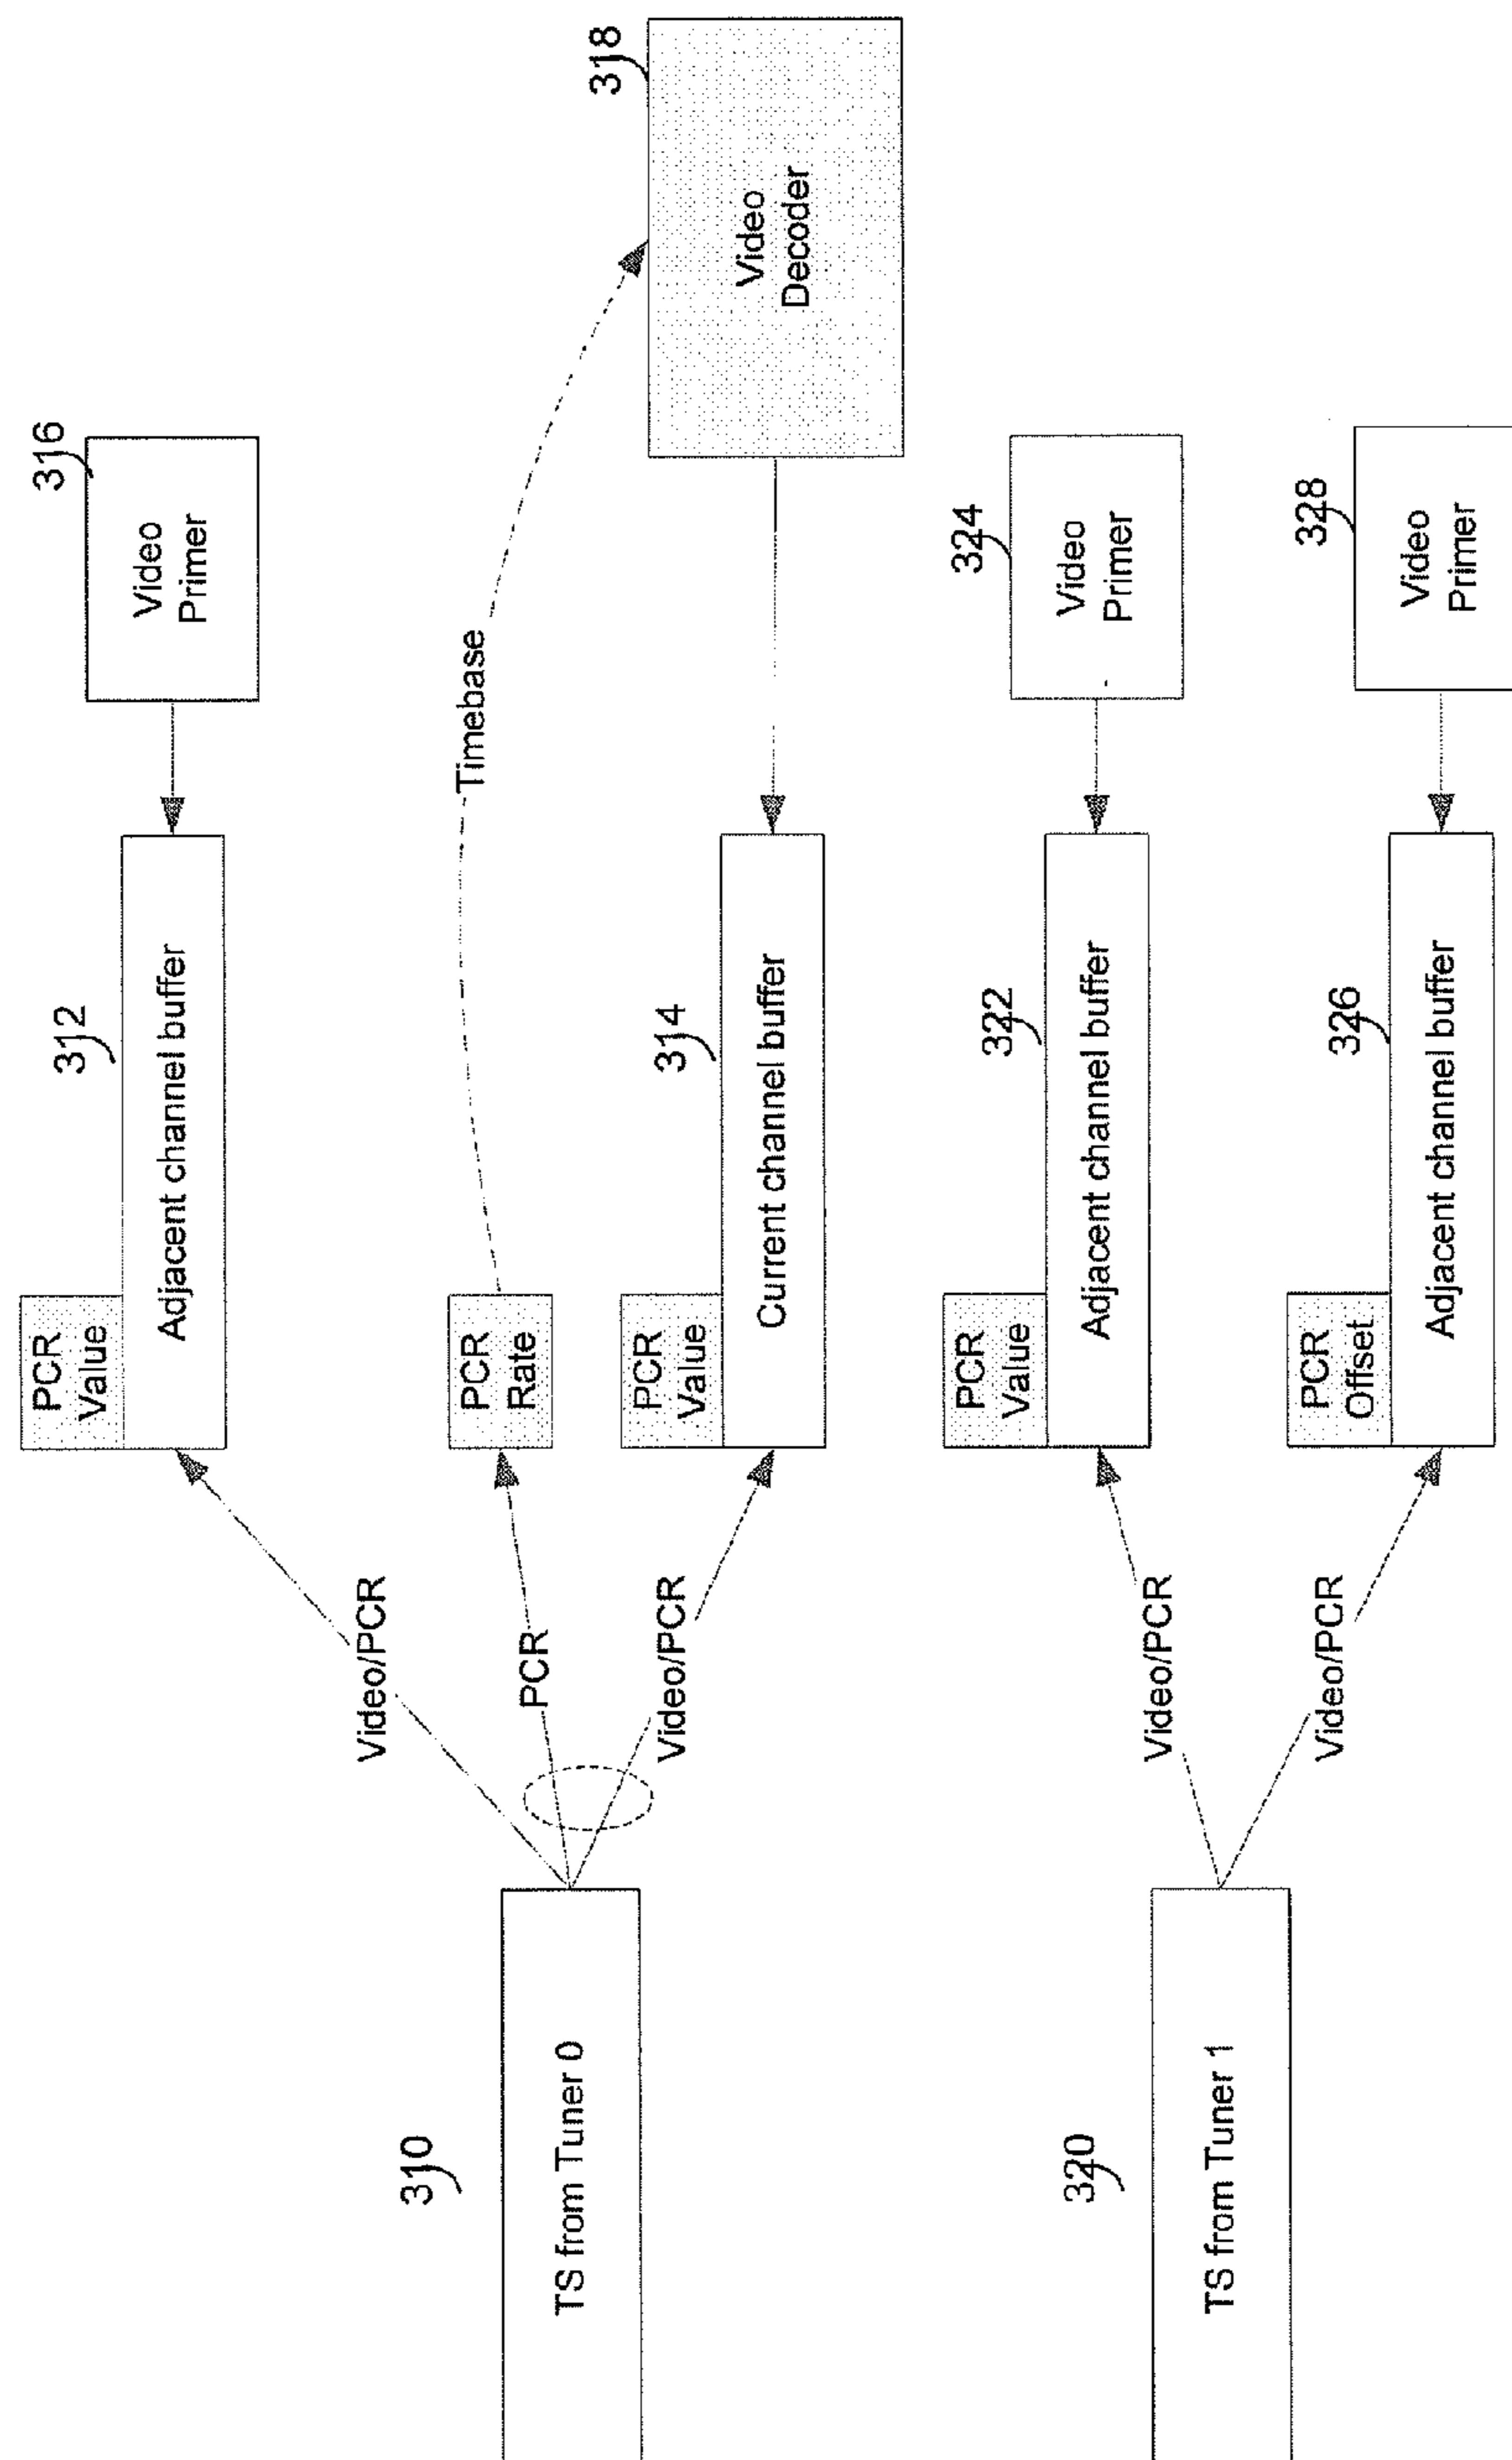 310
TS from Tuner 0
320
TS from Tuner 1
Video/PCR
PCR
Video/PCR
Video/PCR
Video/PCR
PCR
Value
312
Adjacent channel buffer
316
Video
Primer
PCR
Rate
Timebase
PCR
Value
314
Current channel buffer
318
Video
Decoder
PCR
Value
322
Adjacent channel buffer
324
Video
Primer
PCR
Offset
326
Adjacent channel buffer
328
Video
Primer